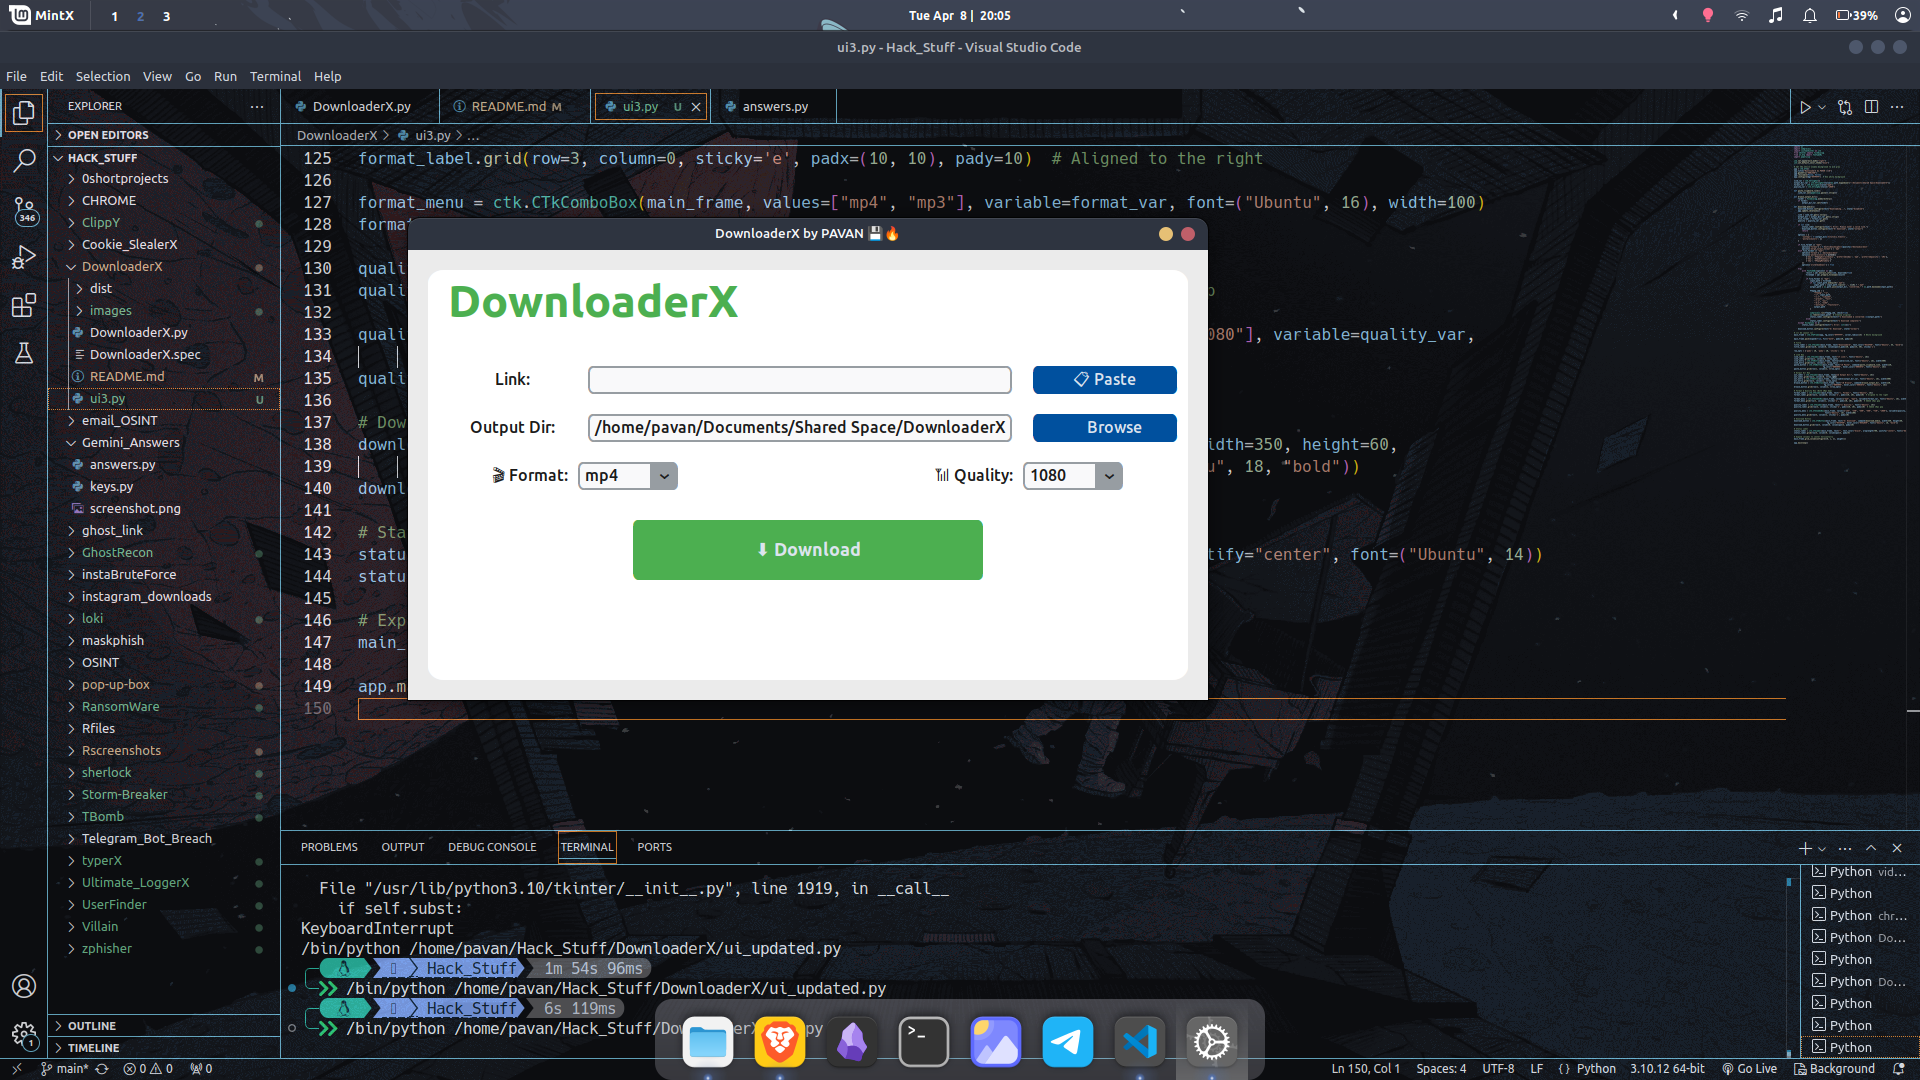 MintX
1 2 3
Tue Apr 8 | 20:05
39%
ui3.py - Hack_Stuff - Visual Studio Code
File Edit Selection View Go Run Terminal Help
EXPLORER
OPEN EDITORS
HACK_STUFF
0shortprojects
CHROME
ClippY
Cookie_SlealerX
DownloaderX
dist
images
DownloaderX.py
DownloaderX.spec
README.md M
ui3.py U
email_OSINT
Gemini_Answers
answers.py
keys.py
screenshot.png
ghost_link
GhostRecon
instaBruteForce
instagram_downloads
loki
maskphish
OSINT
pop-up-box
RansomWare
Rfiles
Rscreenshots
sherlock
Storm-Breaker
TBomb
Telegram_Bot_Breach
typerX
Ultimate_LoggerX
UserFinder
Villain
zphisher
OUTLINE
TIMELINE
346
1
DownloaderX.py README.md M ui3.py U answers.py
DownloaderX > ui3.py > ...
125 format_label.grid(row=3, column=0, sticky='e', padx=(10, 10), pady=10) # Aligned to the right
126
127 format_menu = ctk.CTkComboBox(main_frame, values=["mp4", "mp3"], variable=format_var, font=("Ubuntu", 16), width=100)
128 forma
129
130 quali
131 quali p
132
133 quali 080"], variable=quality_var,
134
135 quali
136
137 # Dow
138 downl idth=350, height=60,
139 u", 18, "bold"))
140 downl
141
142 # Sta
143 statu tify="center", font=("Ubuntu", 14))
144 statu
145
146 # Exp
147 main_
148
149 app.m
150
DownloaderX by PAVAN 💾🔥
DownloaderX
Link:
📋 Paste
Output Dir: /home/pavan/Documents/Shared Space/DownloaderX
Browse
🎬 Format: mp4
📶 Quality: 1080
⬇ Download
PROBLEMS OUTPUT DEBUG CONSOLE TERMINAL PORTS
File "/usr/lib/python3.10/tkinter/__init__.py", line 1919, in __call__
if self.subst:
KeyboardInterrupt
/bin/python /home/pavan/Hack_Stuff/DownloaderX/ui_updated.py
Hack_Stuff 1m 54s 96ms
/bin/python /home/pavan/Hack_Stuff/DownloaderX/ui_updated.py
Hack_Stuff 6s 119ms
/bin/python /home/pavan/Hack_Stuff/Downloader py
Python vid...
Python
Python chr...
Python Do...
Python
Python Do...
Python
Python
Python
main* 0 0 0
Ln 150, Col 1 Spaces: 4 UTF-8 LF { } Python 3.10.12 64-bit Go Live Background